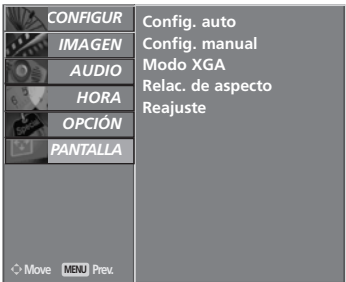 CONFIGUR
IMAGEN
AUDIO
HORA
OPCIÓN
PANTALLA
Config. auto
Config. manual
Modo XGA
Relac. de aspecto
Reajuste
Move MENU Prev.